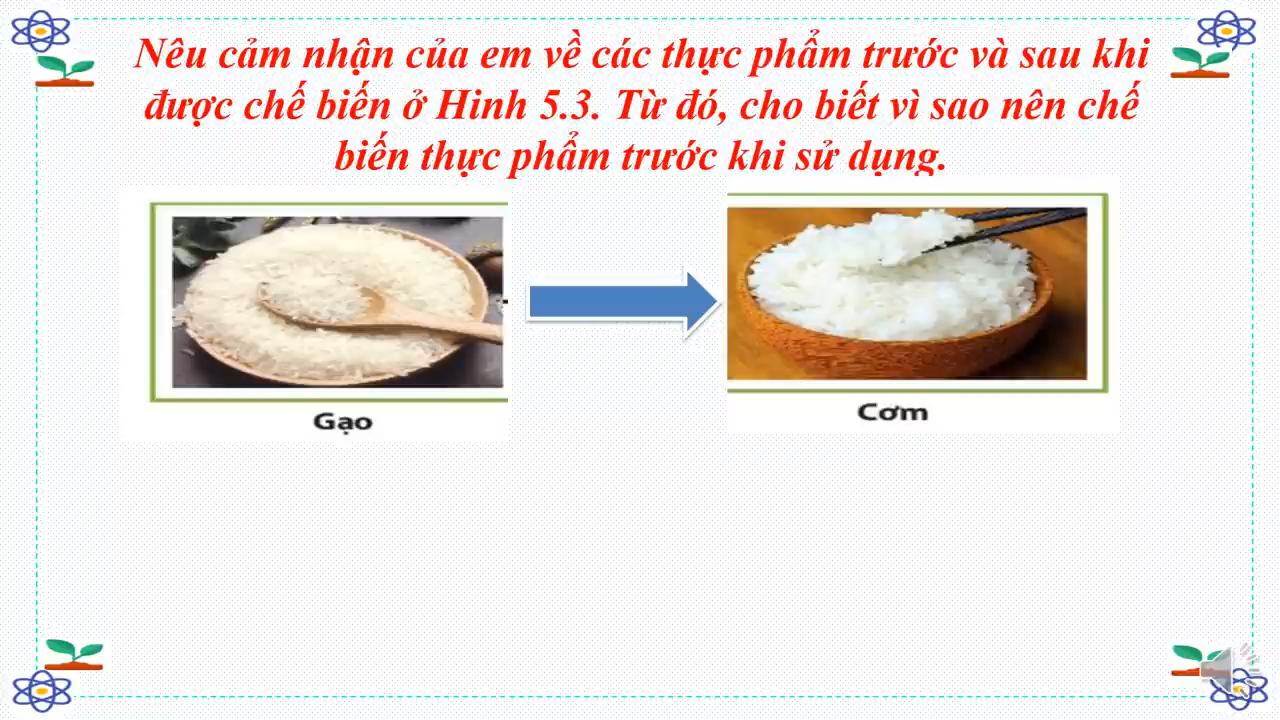 Nêu cảm nhận của em về các thực phẩm trước và sau khi
được chế biến ở Hinh 5.3. Từ đó, cho biết vì sao nên chế
biến thực phẩm trước khi sử dụng.
Gạo
Cơm